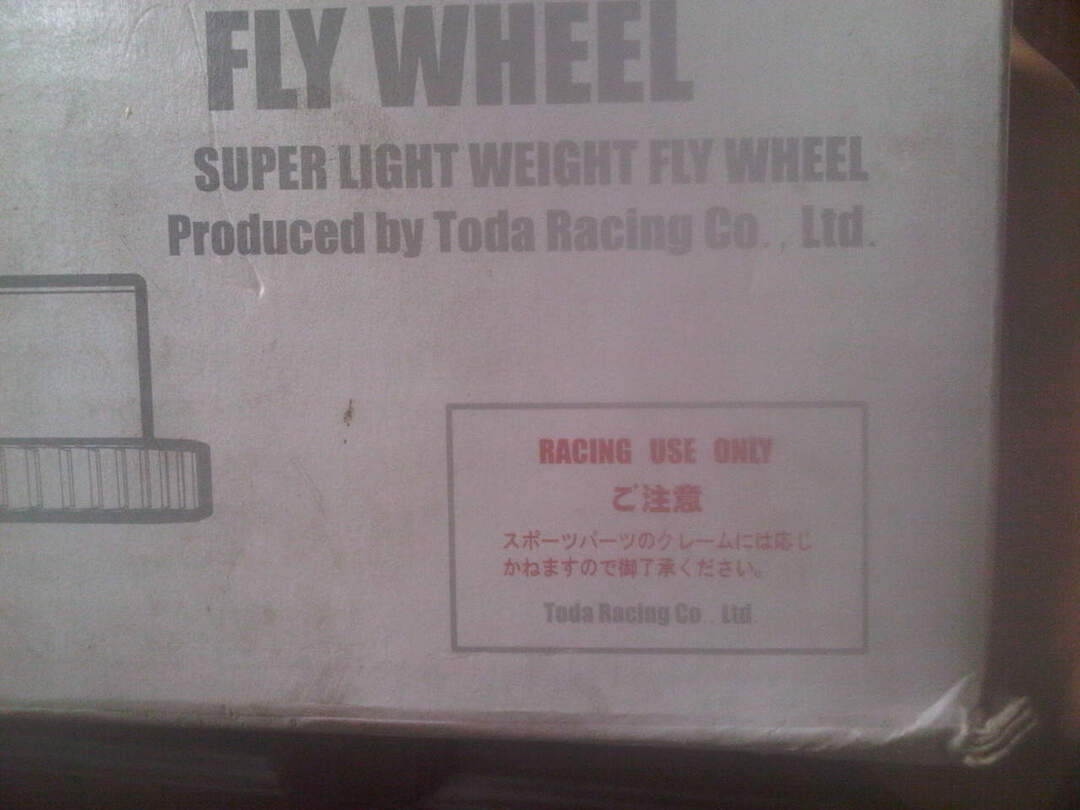 FLY WHEEL
SUPER LIGHT WEIGHT FLY WHEEL
Produced by Toda Racing Co., Ltd.
RACING USE ONLY
ご注意
スポーツパーツのクレームには応じ
かねますので御了承ください。
Toda Racing Co., Ltd.